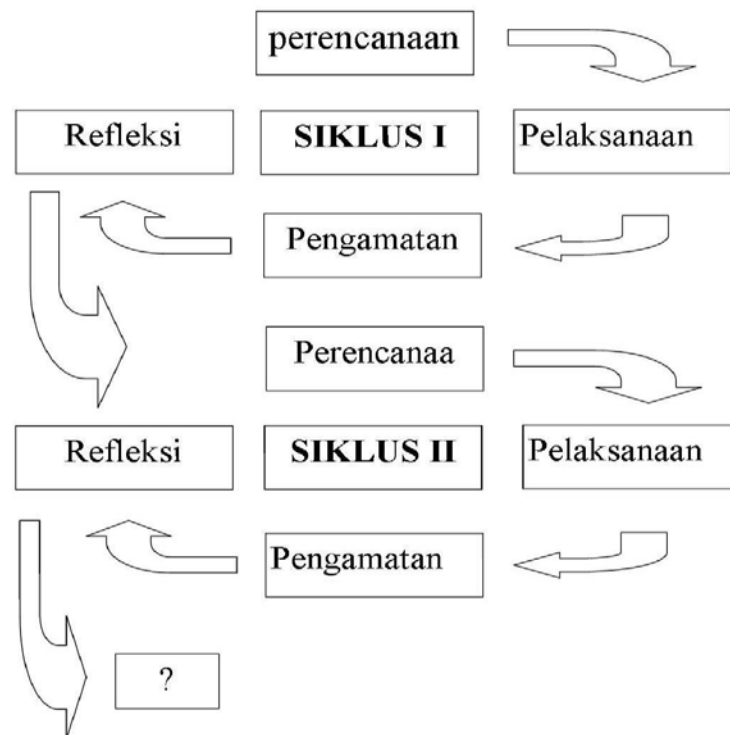 perencanaan
Refleksi SIKLUS I Pelaksanaan
Pengamatan
Perencanaa
Refleksi SIKLUS II Pelaksanaan
Pengamatan
?